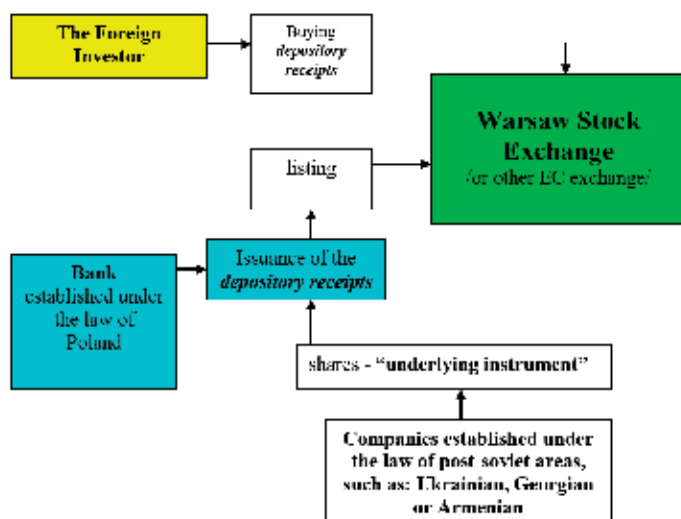 The Foreign
Investor
Buying
depository
receipts
Warsaw Stock
Exchange
/or other EC exchange/
listing
Bank
established under
the law of
Poland
Issuance of the
depository receipts
shares - “underlying instrument”
Companies established under
the law of post soviet areas,
such as: Ukrainian, Georgian
or Armenian